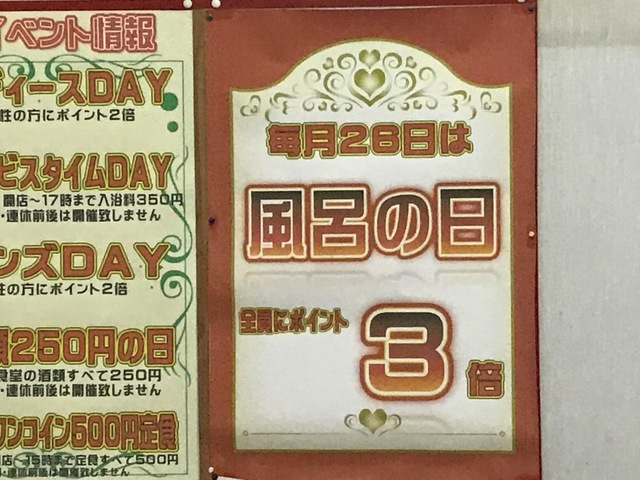 イベント情報
ディースDAY
性の方にポイント2倍
ビスタイムDAY
開店～17時まで入浴料350円
・連休前後は開催致しません
ンズDAY
性の方にポイント2倍
類250円の日
食堂の酒類すべて250円
・連休前後は開催致しません
ワンコイン500円定食
開店～15時まで定食すべて500円
・連休前後は開催致しません
毎月26日は
風呂の日
全員にポイント
3倍